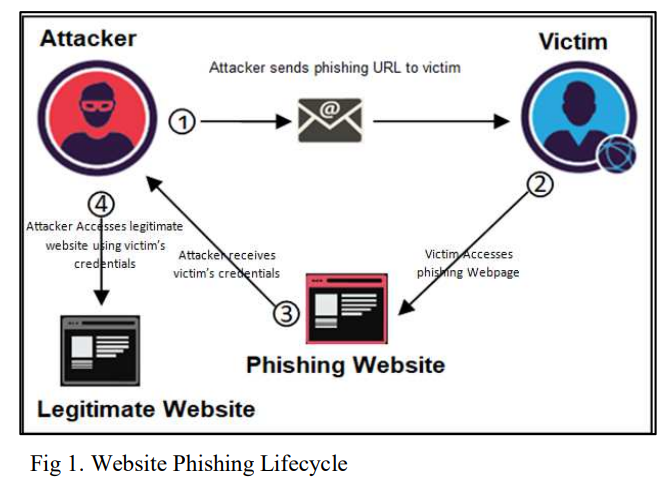 Attacker
Victim
Attacker sends phishing URL to victim
@
1
2
4
Attacker Accesses legitimate
website using victim's
credentials
Attacker receives
victim's credentials
Victim Accesses
phishing Webpage
3
Phishing Website
Legitimate Website
Fig 1. Website Phishing Lifecycle